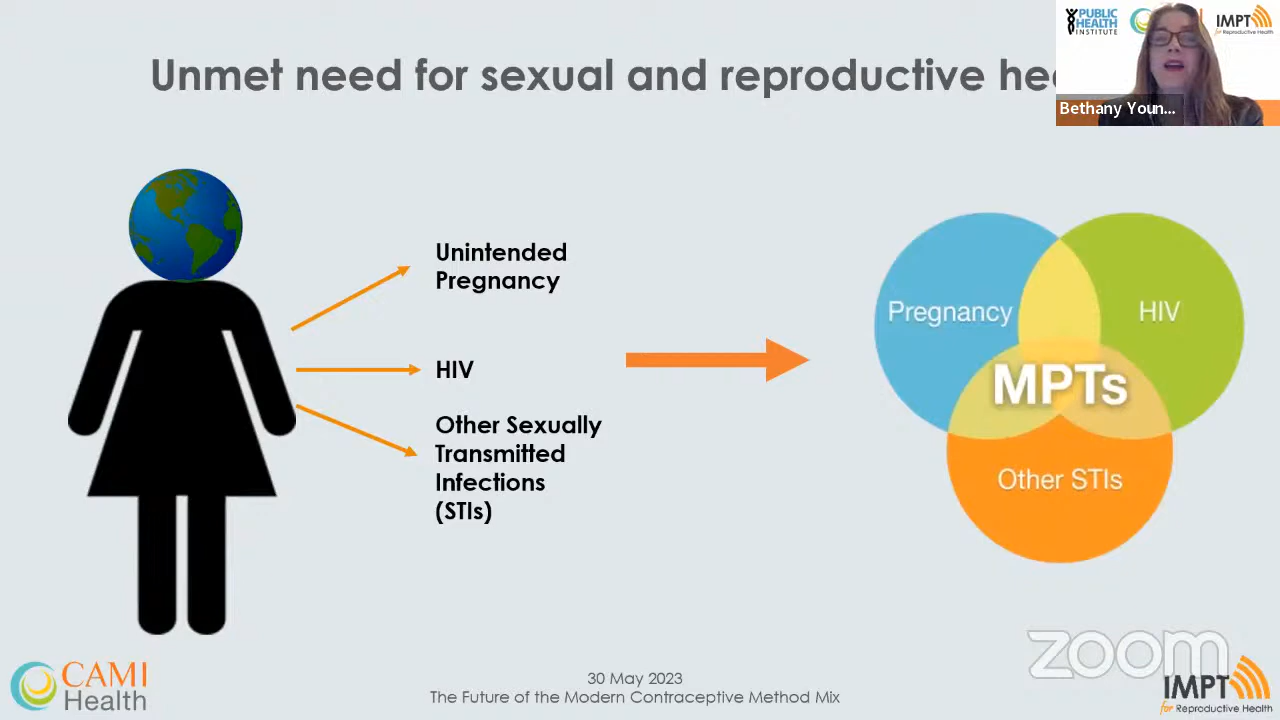 Unmet need for sexual and reproductive
PUBLIC
HEALTH
INSTITUTE
IMPT
for Reproductive Health
Bethany Youn...
Unintended
Pregnancy
HIV
Other Sexually
Transmitted
Infections
(STIs)
Pregnancy
HIV
MPTs
Other STIs
zoom
CAMI
Health
30 May 2023
The Future of the Modern Contraceptive Method Mix
IMPT
for Reproductive Health